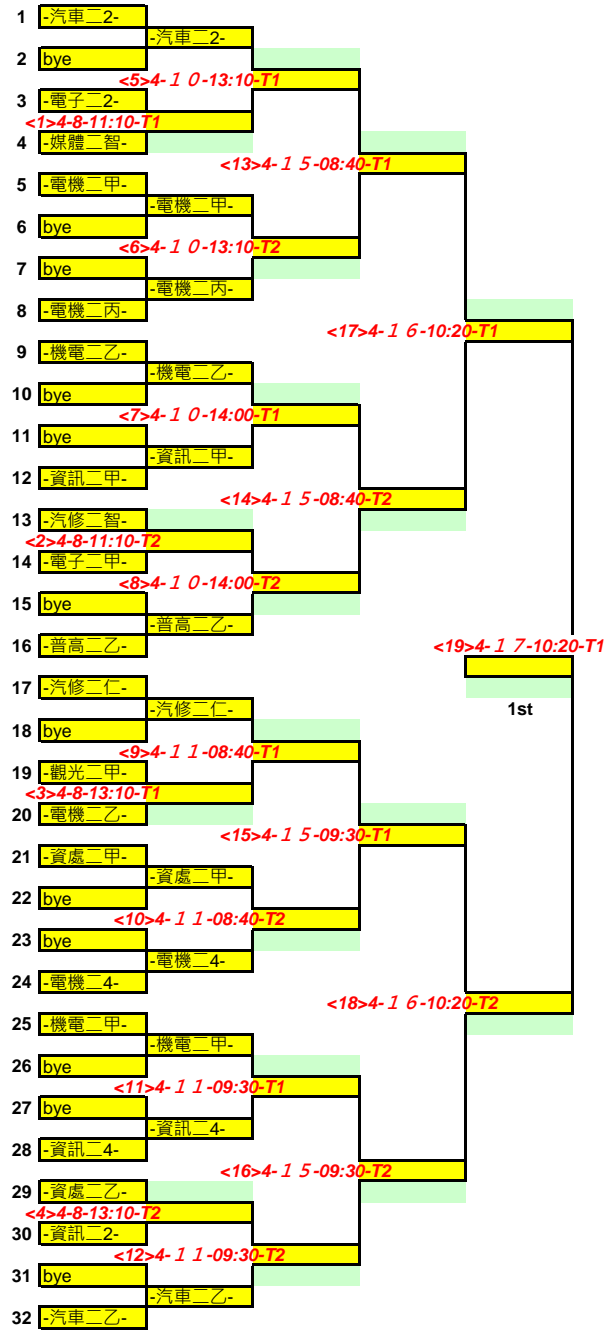 1 -汽車二2-
-汽車二2-
2 bye
<5>4-１０-13:10-T1
3 -電子二2-
<1>4-8-11:10-T1
4 -媒體二智-
<13>4-１５-08:40-T1
5 -電機二甲-
-電機二甲-
6 bye
<6>4-１０-13:10-T2
7 bye
-電機二丙-
8 -電機二丙-
<17>4-１６-10:20-T1
9 -機電二乙-
-機電二乙-
10 bye
<7>4-１０-14:00-T1
11 bye
-資訊二甲-
12 -資訊二甲-
<14>4-１５-08:40-T2
13 -汽修二智-
<2>4-8-11:10-T2
14 -電子二甲-
<8>4-１０-14:00-T2
15 bye
-普高二乙-
16 -普高二乙-
<19>4-１７-10:20-T1
17 -汽修二仁-
-汽修二仁-
1st
18 bye
<9>4-１１-08:40-T1
19 -觀光二甲-
<3>4-8-13:10-T1
20 -電機二乙-
<15>4-１５-09:30-T1
21 -資處二甲-
-資處二甲-
22 bye
<10>4-１１-08:40-T2
23 bye
-電機二4-
24 -電機二4-
<18>4-１６-10:20-T2
25 -機電二甲-
-機電二甲-
26 bye
<11>4-１１-09:30-T1
27 bye
-資訊二4-
28 -資訊二4-
<16>4-１５-09:30-T2
29 -資處二乙-
<4>4-8-13:10-T2
30 -資訊二2-
<12>4-１１-09:30-T2
31 bye
-汽車二乙-
32 -汽車二乙-